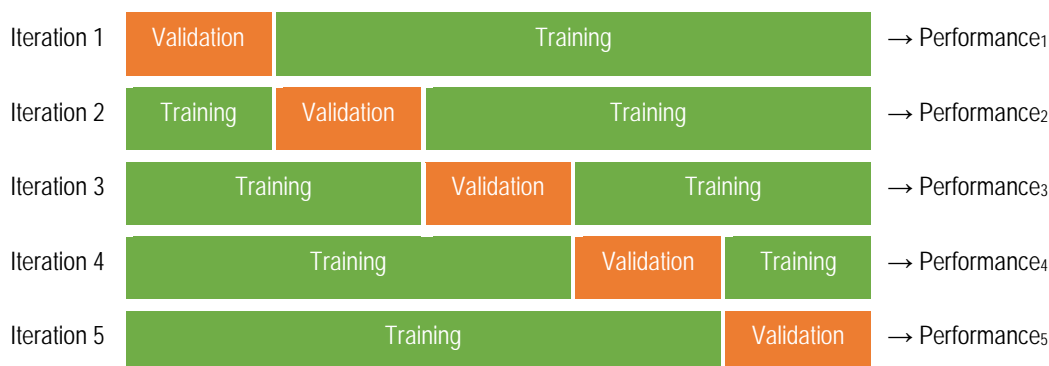 Iteration 1 Validation Training → Performance₁
Iteration 2 Training Validation Training → Performance₂
Iteration 3 Training Validation Training → Performance₃
Iteration 4 Training Validation Training → Performance₄
Iteration 5 Training Validation → Performance₅